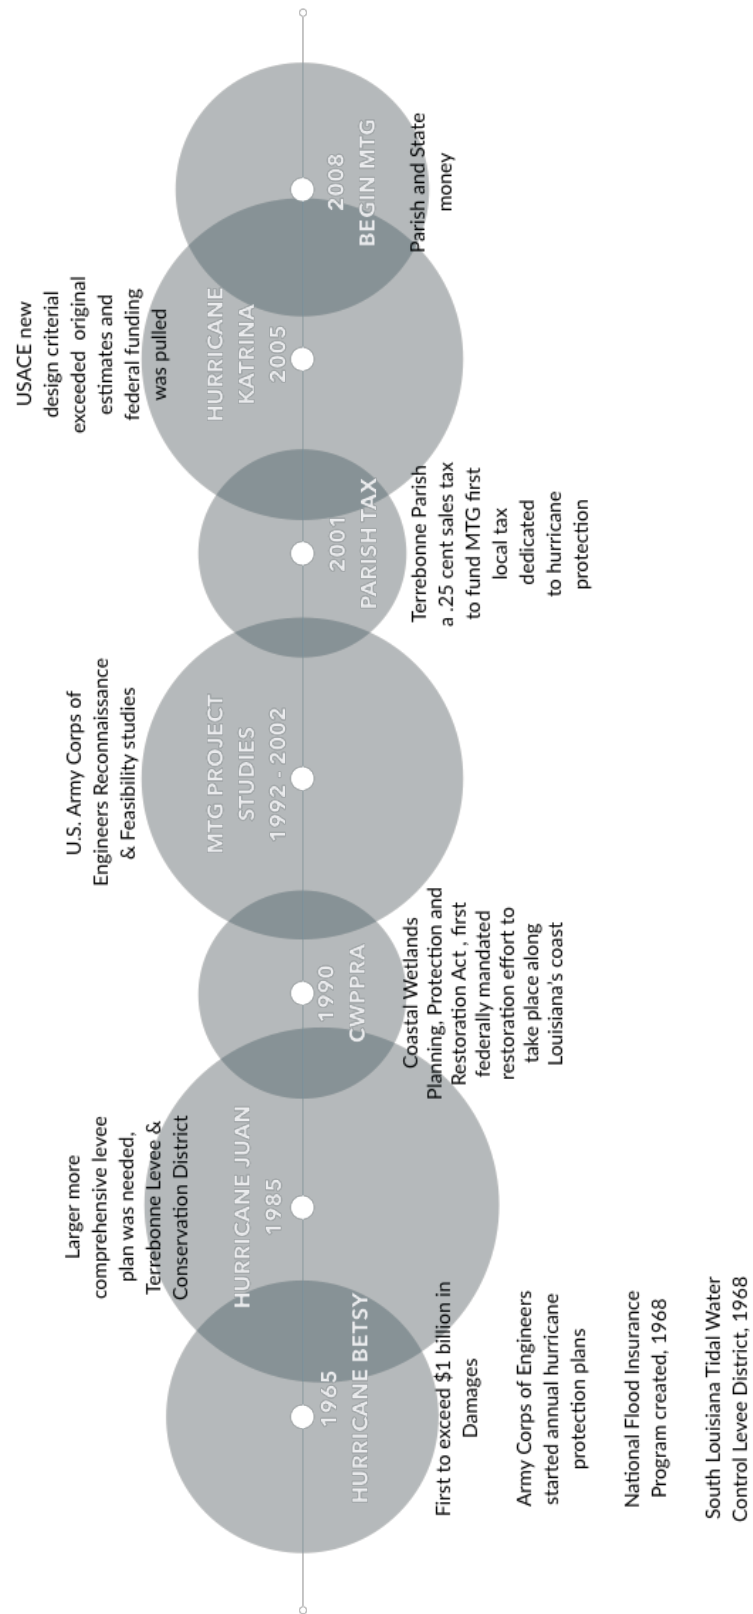 1965
HURRICANE BETSY
First to exceed $1 billion in
Damages
Army Corps of Engineers
started annual hurricane
protection plans
National Flood Insurance
Program created, 1968
South Louisiana Tidal Water
Control Levee District, 1968
Larger more
comprehensive levee
plan was needed,
Terrebonne Levee &
Conservation District
HURRICANE JUAN
1985
1990
CWPPRA
Coastal Wetlands
Planning, Protection and
Restoration Act , first
federally mandated
restoration effort to
take place along
Louisiana's coast
U.S. Army Corps of
Engineers Reconnaissance
& Feasibility studies
MTG PROJECT
STUDIES
1992 - 2002
2001
PARISH TAX
Terrebonne Parish
a .25 cent sales tax
to fund MTG first
local tax
dedicated
to hurricane
protection
USACE new
design criterial
exceeded original
estimates and
federal funding
was pulled
HURRICANE
KATRINA
2005
2008
BEGIN MTG
Parish and State
money